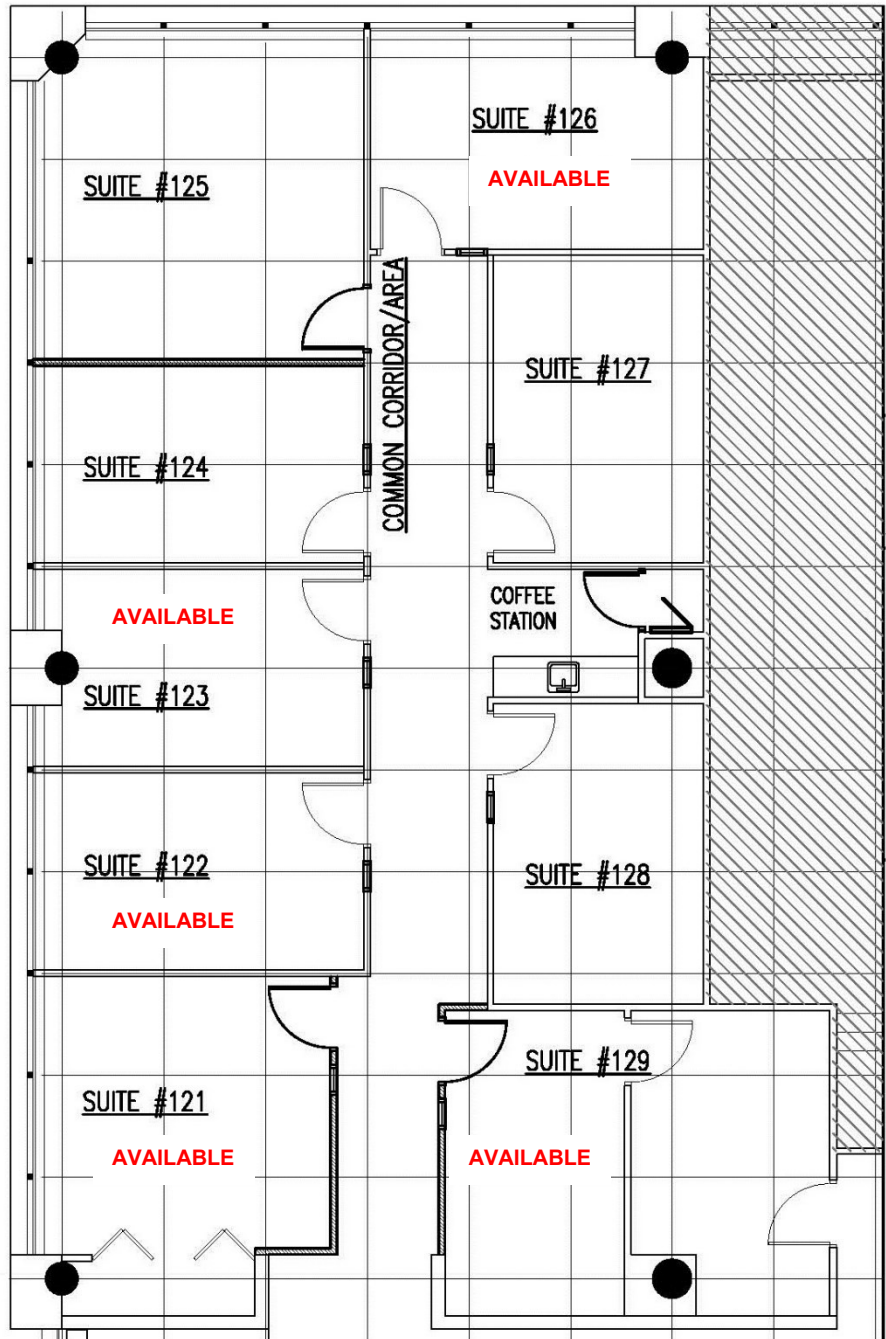 SUITE #126
AVAILABLE
SUITE #125
COMMON CORRIDOR/AREA
SUITE #127
SUITE #124
COFFEE
STATION
AVAILABLE
SUITE #123
SUITE #122
AVAILABLE
SUITE #128
SUITE #129
AVAILABLE
SUITE #121
AVAILABLE